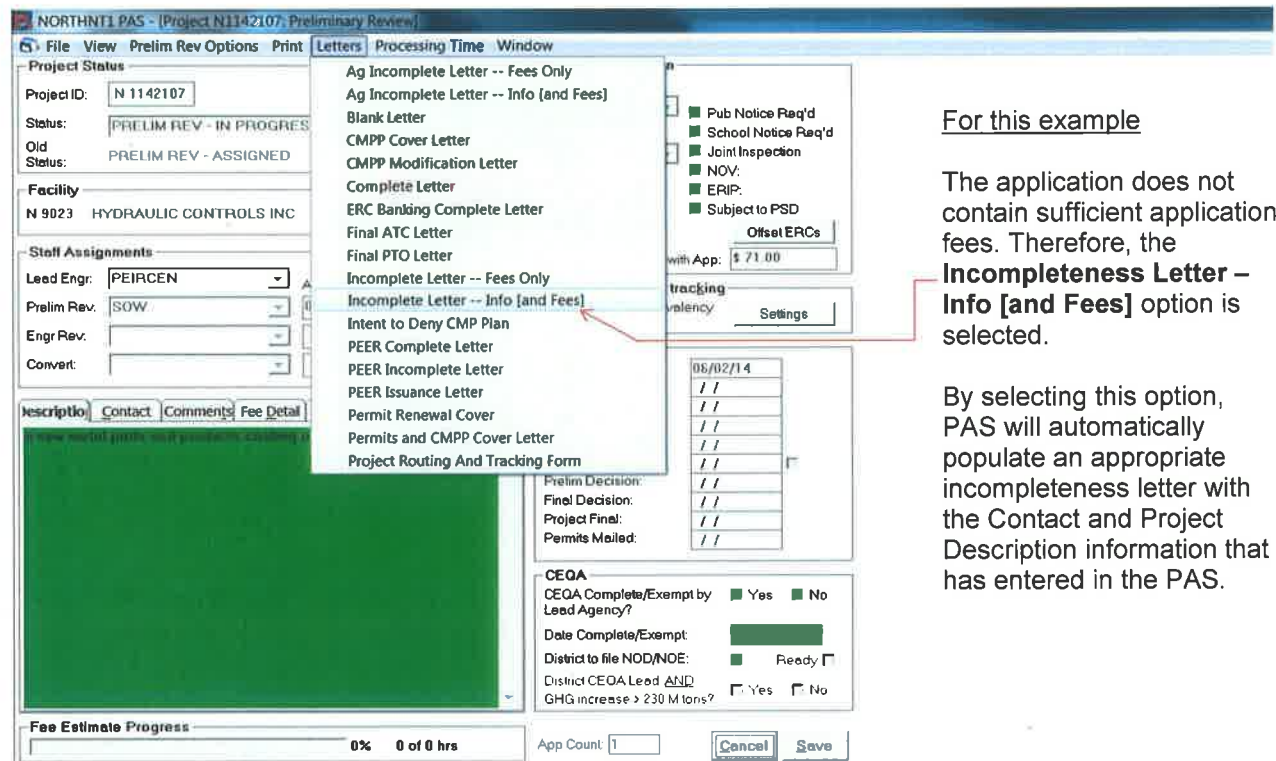 NORTHNT1 PAS - [Project N1142107: Preliminary Review]
File View Prelim Rev Options Print Letters Processing Time Window
Project Status
Project ID: N 1142107
Status: PRELIM REV - IN PROGRES
Old Status: PRELIM REV - ASSIGNED
Facility
N 9023 HYDRAULIC CONTROLS INC
Staff Assignments
Lead Engr: PEIRCEN
Prelim Rev: SOW
Engr Rev:
Convert:
Descriptio Contact Comments Fee Detail
Ag Incomplete Letter -- Fees Only
Ag Incomplete Letter -- Info [and Fees]
Blank Letter
CMPP Cover Letter
CMPP Modification Letter
Complete Letter
ERC Banking Complete Letter
Final ATC Letter
Final PTO Letter
Incomplete Letter -- Fees Only
Incomplete Letter -- Info [and Fees]
Intent to Deny CMP Plan
PEER Complete Letter
PEER Incomplete Letter
PEER Issuance Letter
Permit Renewal Cover
Permits and CMPP Cover Letter
Project Routing And Tracking Form
Pub Notice Req'd
School Notice Req'd
Joint Inspection
NOV:
ERIP:
Subject to PSD
Offset ERCs
with App: $ 71.00
tracking
valency Settings
08/02/14
/ /
/ /
/ /
/ /
/ /
Prelim Decision: / /
Final Decision: / /
Project Final: / /
Permits Mailed: / /
CEQA
CEQA Complete/Exempt by Yes No
Lead Agency?
Date Complete/Exempt:
District to file NOD/NOE: Ready
District CEQA Lead AND
GHG increase > 230 M tons? Yes No
Fee Estimate Progress
0% 0 of 0 hrs
App Count: 1 Cancel Save
For this example
The application does not
contain sufficient application
fees. Therefore, the
Incompleteness Letter –
Info [and Fees] option is
selected.
By selecting this option,
PAS will automatically
populate an appropriate
incompleteness letter with
the Contact and Project
Description information that
has entered in the PAS.